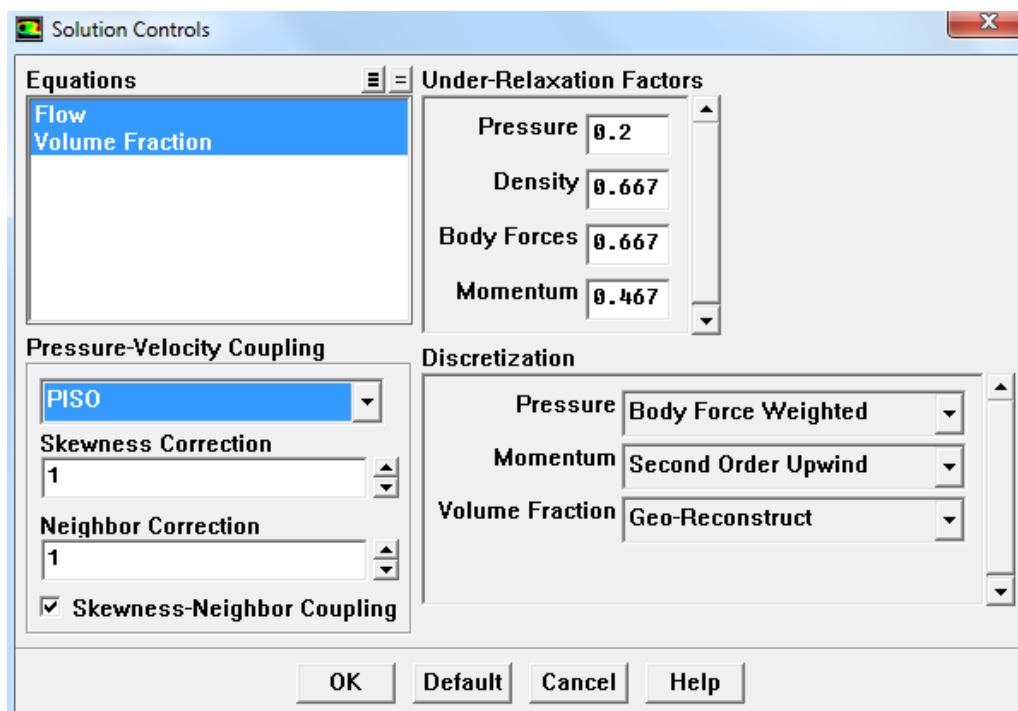 Solution Controls
Equations
Flow
Volume Fraction
Under-Relaxation Factors
Pressure 0.2
Density 0.667
Body Forces 0.667
Momentum 0.467
Pressure-Velocity Coupling
PISO
Skewness Correction
1
Neighbor Correction
1
Skewness-Neighbor Coupling
Discretization
Pressure Body Force Weighted
Momentum Second Order Upwind
Volume Fraction Geo-Reconstruct
OK Default Cancel Help